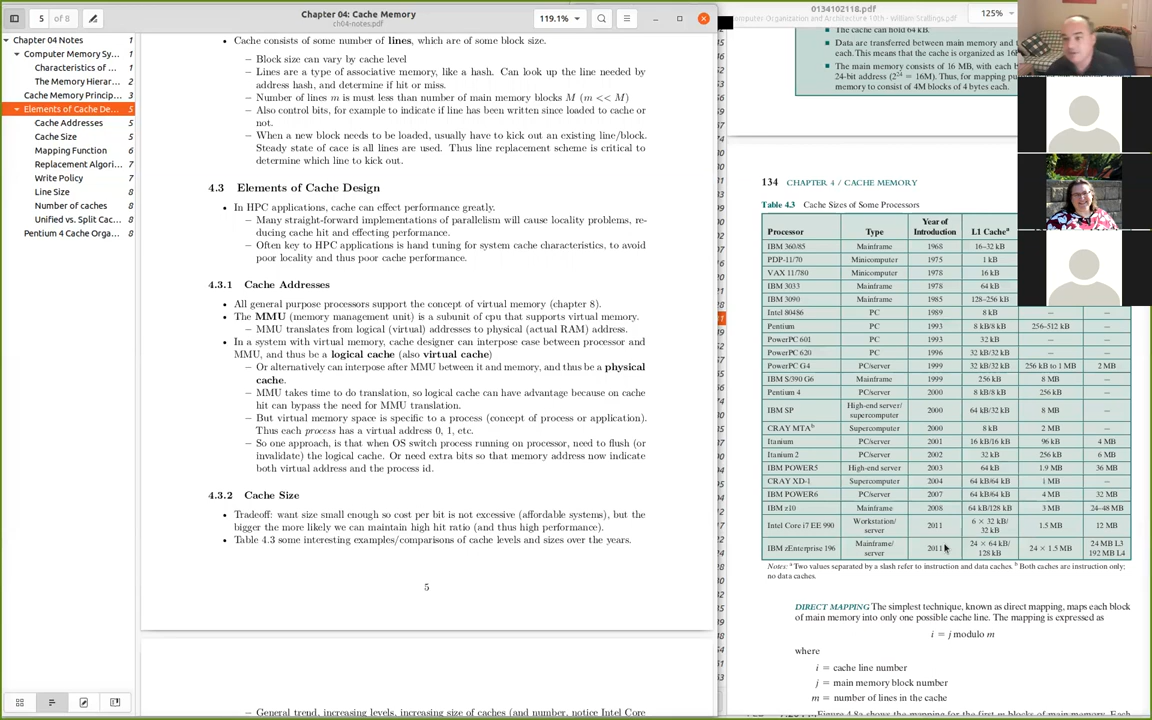 5 of 8
Chapter 04: Cache Memory
ch04-notes.pdf
119.1%
Chapter 04 Notes 1
Computer Memory Sy... 1
Characteristics of ... 1
The Memory Hierar... 2
Cache Memory Princip... 3
Elements of Cache De... 5
Cache Addresses 5
Cache Size 5
Mapping Function 6
Replacement Algori... 7
Write Policy 7
Line Size 8
Number of caches 8
Unified vs. Split Cac... 8
Pentium 4 Cache Orga... 8
• Cache consists of some number of lines, which are of some block size.
– Block size can vary by cache level
– Lines are a type of associative memory, like a hash. Can look up the line needed by
address hash, and determine if hit or miss.
– Number of lines m is must less than number of main memory blocks M (m << M)
– Also control bits, for example to indicate if line has been written since loaded to cache or
not.
– When a new block needs to be loaded, usually have to kick out an existing line/block.
Steady state of cace is all lines are used. Thus line replacement scheme is critical to
determine which line to kick out.
4.3 Elements of Cache Design
• In HPC applications, cache can effect performance greatly.
– Many straight-forward implementations of parallelism will cause locality problems, re-
ducing cache hit and effecting performance.
– Often key to HPC applications is hand tuning for system cache characteristics, to avoid
poor locality and thus poor cache performance.
4.3.1 Cache Addresses
• All general purpose processors support the concept of virtual memory (chapter 8).
• The MMU (memory management unit) is a subunit of cpu that supports virtual memory.
– MMU translates from logical (virtual) addresses to physical (actual RAM) address.
• In a system with virtual memory, cache designer can interpose case between processor and
MMU, and thus be a logical cache (also virtual cache)
– Or alternatively can interpose after MMU between it and memory, and thus be a physical
cache.
– MMU takes time to do translation, so logical cache can have advantage because on cache
hit can bypass the need for MMU translation.
– But virtual memory space is specific to a process (concept of process or application).
Thus each process has a virtual address 0, 1, etc.
– So one approach, is that when OS switch process running on processor, need to flush (or
invalidate) the logical cache. Or need extra bits so that memory address now indicate
both virtual address and the process id.
4.3.2 Cache Size
• Tradeoff: want size small enough so cost per bit is not excessive (affordable systems), but the
bigger the more likely we can maintain high hit ratio (and thus high performance).
• Table 4.3 some interesting examples/comparisons of cache levels and sizes over the years.
5
– General trend, increasing levels, increasing size of caches (and number, notice Intel Core
0134102118.pdf
omputer Organization and Architecture 10th - William Stallings.pdf
125%
■ The cache can hold 64 kB.
■ Data are transferred between main memory and
each. This means that the cache is organized as
■ The main memory consists of 16 MB, with each b
24-bit address (2²⁴ = 16M). Thus, for mapping pu
memory to consist of 4M blocks of 4 bytes each.
134 CHAPTER 4 / CACHE MEMORY
Table 4.3 Cache Sizes of Some Processors
Processor Type Year of Introduction L1 Cacheᵃ
IBM 360/85 Mainframe 1968 16–32 kB
PDP-11/70 Minicomputer 1975 1 kB
VAX 11/780 Minicomputer 1978 16 kB
IBM 3033 Mainframe 1978 64 kB
IBM 3090 Mainframe 1985 128–256 kB
Intel 80486 PC 1989 8 kB — —
Pentium PC 1993 8 kB/8 kB 256–512 kB —
PowerPC 601 PC 1993 32 kB — —
PowerPC 620 PC 1996 32 kB/32 kB — —
PowerPC G4 PC/server 1999 32 kB/32 kB 256 kB to 1 MB 2 MB
IBM S/390 G6 Mainframe 1999 256 kB 8 MB —
Pentium 4 PC/server 2000 8 kB/8 kB 256 kB —
IBM SP High-end server/ supercomputer 2000 64 kB/32 kB 8 MB —
CRAY MTAᵇ Supercomputer 2000 8 kB 2 MB —
Itanium PC/server 2001 16 kB/16 kB 96 kB 4 MB
Itanium 2 PC/server 2002 32 kB 256 kB 6 MB
IBM POWER5 High-end server 2003 64 kB 1.9 MB 36 MB
CRAY XD-1 Supercomputer 2004 64 kB/64 kB 1 MB —
IBM POWER6 PC/server 2007 64 kB/64 kB 4 MB 32 MB
IBM z10 Mainframe 2008 64 kB/128 kB 3 MB 24–48 MB
Intel Core i7 EE 990 Workstation/ server 2011 6 × 32 kB/ 32 kB 1.5 MB 12 MB
IBM zEnterprise 196 Mainframe/ server 2011 24 × 64 kB/ 128 kB 24 × 1.5 MB 24 MB L3 192 MB L4
Notes: ᵃ Two values separated by a slash refer to instruction and data caches. ᵇ Both caches are instruction only;
no data caches.
DIRECT MAPPING The simplest technique, known as direct mapping, maps each block
of main memory into only one possible cache line. The mapping is expressed as
i = j modulo m
where
i = cache line number
j = main memory block number
m = number of lines in the cache